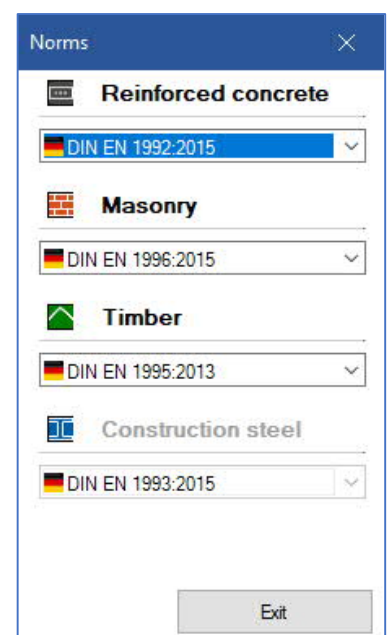 Norms
Reinforced concrete
DIN EN 1992:2015
Masonry
DIN EN 1996:2015
Timber
DIN EN 1995:2013
Construction steel
DIN EN 1993:2015
Exit